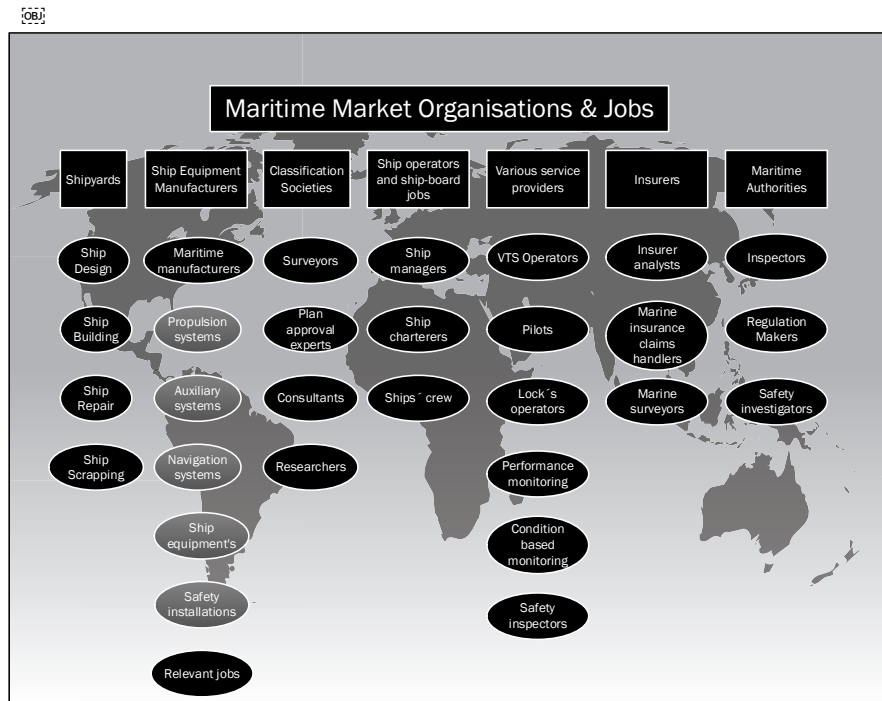 OBJ
Maritime Market Organisations & Jobs
Shipyards
Ship Equipment
Manufacturers
Classification
Societies
Ship operators
and ship-board
jobs
Various service
providers
Insurers
Maritime
Authorities
Ship
Design
Maritime
manufacturers
Surveyors
Ship
managers
VTS Operators
Insurer
analysts
Inspectors
Ship
Building
Propulsion
systems
Plan
approval
experts
Ship
charterers
Pilots
Marine
insurance
claims
handlers
Regulation
Makers
Ship
Repair
Auxiliary
systems
Consultants
Ships´ crew
Lock´s
operators
Marine
surveyors
Safety
investigators
Ship
Scrapping
Navigation
systems
Researchers
Performance
monitoring
Ship
equipment's
Condition
based
monitoring
Safety
installations
Safety
inspectors
Relevant jobs